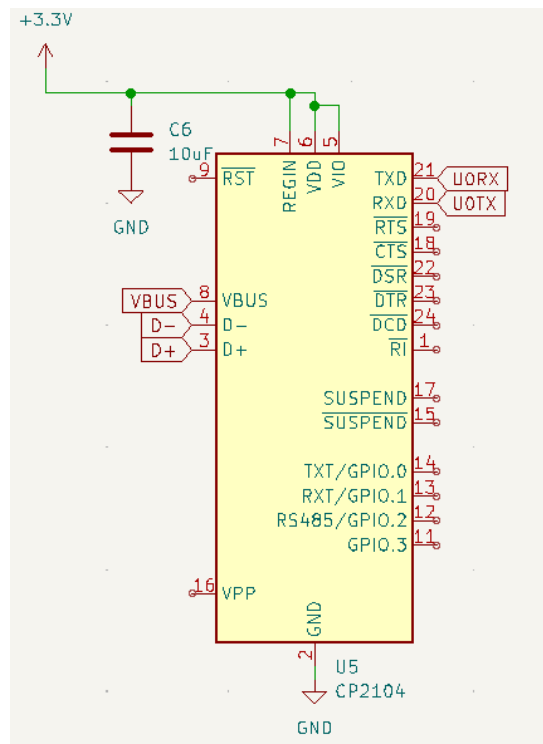 +3.3V
C6
10uF
GND
7
6
5
REGIN
VDD
VIO
9
RST
TXD
21
UORX
RXD
20
UOTX
RTS
19
CTS
18
DSR
22
VBUS
8
VBUS
DTR
23
D-
4
D-
DCD
24
D+
3
D+
RI
1
SUSPEND
17
SUSPEND
15
TXT/GPIO.0
14
RXT/GPIO.1
13
RS485/GPIO.2
12
GPIO.3
11
16
VPP
GND
2
U5
CP2104
GND